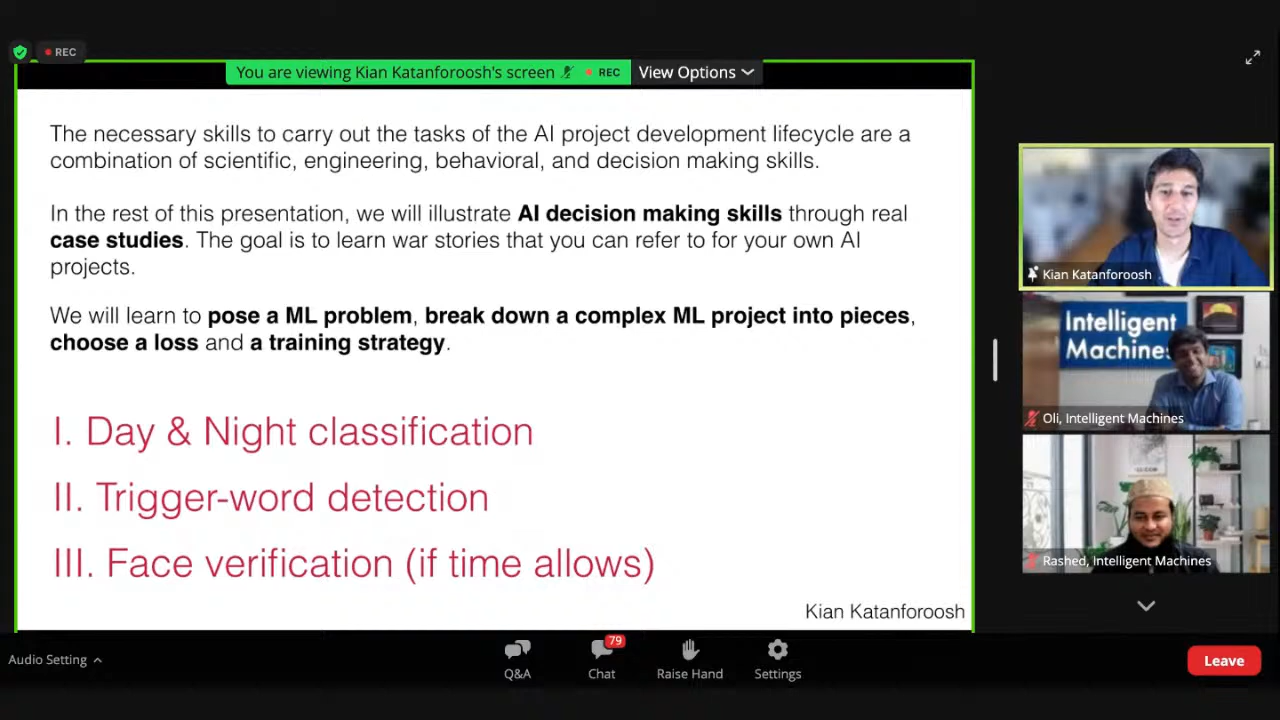 REC
You are viewing Kian Katanforoosh's screen REC View Options
The necessary skills to carry out the tasks of the AI project development lifecycle are a
combination of scientific, engineering, behavioral, and decision making skills.
In the rest of this presentation, we will illustrate AI decision making skills through real
case studies. The goal is to learn war stories that you can refer to for your own AI
projects.
We will learn to pose a ML problem, break down a complex ML project into pieces,
choose a loss and a training strategy.
I. Day & Night classification
II. Trigger-word detection
III. Face verification (if time allows)
Kian Katanforoosh
Kian Katanforoosh
Intelligent
Machines
Oli, Intelligent Machines
Rashed, Intelligent Machines
Audio Setting
Q&A
79
Chat
Raise Hand
Settings
Leave